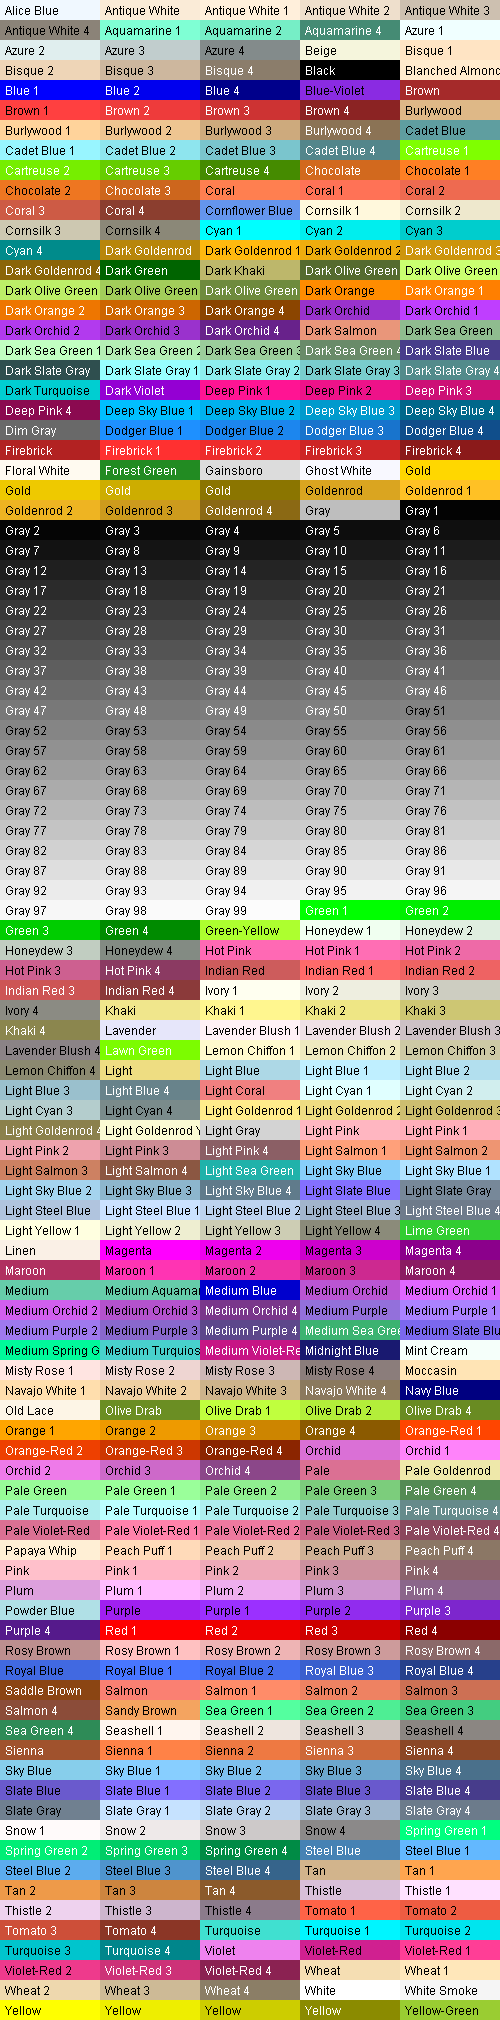 Alice Blue Antique White Antique White 1 Antique White 2 Antique White 3
Antique White 4 Aquamarine 1 Aquamarine 2 Aquamarine 4 Azure 1
Azure 2 Azure 3 Azure 4 Beige Bisque 1
Bisque 2 Bisque 3 Bisque 4 Black Blanched Almond
Blue 1 Blue 2 Blue 4 Blue-Violet Brown
Brown 1 Brown 2 Brown 3 Brown 4 Burlywood
Burlywood 1 Burlywood 2 Burlywood 3 Burlywood 4 Cadet Blue
Cadet Blue 1 Cadet Blue 2 Cadet Blue 3 Cadet Blue 4 Cartreuse 1
Cartreuse 2 Cartreuse 3 Cartreuse 4 Chocolate Chocolate 1
Chocolate 2 Chocolate 3 Coral Coral 1 Coral 2
Coral 3 Coral 4 Cornflower Blue Cornsilk 1 Cornsilk 2
Cornsilk 3 Cornsilk 4 Cyan 1 Cyan 2 Cyan 3
Cyan 4 Dark Goldenrod Dark Goldenrod 1 Dark Goldenrod 2 Dark Goldenrod 3
Dark Goldenrod 4 Dark Green Dark Khaki Dark Olive Green Dark Olive Green
Dark Olive Green Dark Olive Green Dark Olive Green Dark Orange Dark Orange 1
Dark Orange 2 Dark Orange 3 Dark Orange 4 Dark Orchid Dark Orchid 1
Dark Orchid 2 Dark Orchid 3 Dark Orchid 4 Dark Salmon Dark Sea Green
Dark Sea Green 1 Dark Sea Green 2 Dark Sea Green 3 Dark Sea Green 4 Dark Slate Blue
Dark Slate Gray Dark Slate Gray 1 Dark Slate Gray 2 Dark Slate Gray 3 Dark Slate Gray 4
Dark Turquoise Dark Violet Deep Pink 1 Deep Pink 2 Deep Pink 3
Deep Pink 4 Deep Sky Blue 1 Deep Sky Blue 2 Deep Sky Blue 3 Deep Sky Blue 4
Dim Gray Dodger Blue 1 Dodger Blue 2 Dodger Blue 3 Dodger Blue 4
Firebrick Firebrick 1 Firebrick 2 Firebrick 3 Firebrick 4
Floral White Forest Green Gainsboro Ghost White Gold
Gold Gold Gold Goldenrod Goldenrod 1
Goldenrod 2 Goldenrod 3 Goldenrod 4 Gray Gray 1
Gray 2 Gray 3 Gray 4 Gray 5 Gray 6
Gray 7 Gray 8 Gray 9 Gray 10 Gray 11
Gray 12 Gray 13 Gray 14 Gray 15 Gray 16
Gray 17 Gray 18 Gray 19 Gray 20 Gray 21
Gray 22 Gray 23 Gray 24 Gray 25 Gray 26
Gray 27 Gray 28 Gray 29 Gray 30 Gray 31
Gray 32 Gray 33 Gray 34 Gray 35 Gray 36
Gray 37 Gray 38 Gray 39 Gray 40 Gray 41
Gray 42 Gray 43 Gray 44 Gray 45 Gray 46
Gray 47 Gray 48 Gray 49 Gray 50 Gray 51
Gray 52 Gray 53 Gray 54 Gray 55 Gray 56
Gray 57 Gray 58 Gray 59 Gray 60 Gray 61
Gray 62 Gray 63 Gray 64 Gray 65 Gray 66
Gray 67 Gray 68 Gray 69 Gray 70 Gray 71
Gray 72 Gray 73 Gray 74 Gray 75 Gray 76
Gray 77 Gray 78 Gray 79 Gray 80 Gray 81
Gray 82 Gray 83 Gray 84 Gray 85 Gray 86
Gray 87 Gray 88 Gray 89 Gray 90 Gray 91
Gray 92 Gray 93 Gray 94 Gray 95 Gray 96
Gray 97 Gray 98 Gray 99 Green 1 Green 2
Green 3 Green 4 Green-Yellow Honeydew 1 Honeydew 2
Honeydew 3 Honeydew 4 Hot Pink Hot Pink 1 Hot Pink 2
Hot Pink 3 Hot Pink 4 Indian Red Indian Red 1 Indian Red 2
Indian Red 3 Indian Red 4 Ivory 1 Ivory 2 Ivory 3
Ivory 4 Khaki Khaki 1 Khaki 2 Khaki 3
Khaki 4 Lavender Lavender Blush 1 Lavender Blush 2 Lavender Blush 3
Lavender Blush 4 Lawn Green Lemon Chiffon 1 Lemon Chiffon 2 Lemon Chiffon 3
Lemon Chiffon 4 Light Light Blue Light Blue 1 Light Blue 2
Light Blue 3 Light Blue 4 Light Coral Light Cyan 1 Light Cyan 2
Light Cyan 3 Light Cyan 4 Light Goldenrod 1 Light Goldenrod 2 Light Goldenrod 3
Light Goldenrod 4 Light Goldenrod Y Light Gray Light Pink Light Pink 1
Light Pink 2 Light Pink 3 Light Pink 4 Light Salmon 1 Light Salmon 2
Light Salmon 3 Light Salmon 4 Light Sea Green Light Sky Blue Light Sky Blue 1
Light Sky Blue 2 Light Sky Blue 3 Light Sky Blue 4 Light Slate Blue Light Slate Gray
Light Steel Blue Light Steel Blue 1 Light Steel Blue 2 Light Steel Blue 3 Light Steel Blue 4
Light Yellow 1 Light Yellow 2 Light Yellow 3 Light Yellow 4 Lime Green
Linen Magenta Magenta 2 Magenta 3 Magenta 4
Maroon Maroon 1 Maroon 2 Maroon 3 Maroon 4
Medium Medium Aquamar Medium Blue Medium Orchid Medium Orchid 1
Medium Orchid 2 Medium Orchid 3 Medium Orchid 4 Medium Purple Medium Purple 1
Medium Purple 2 Medium Purple 3 Medium Purple 4 Medium Sea Gree Medium Slate Blu
Medium Spring G Medium Turquois Medium Violet-Re Midnight Blue Mint Cream
Misty Rose 1 Misty Rose 2 Misty Rose 3 Misty Rose 4 Moccasin
Navajo White 1 Navajo White 2 Navajo White 3 Navajo White 4 Navy Blue
Old Lace Olive Drab Olive Drab 1 Olive Drab 2 Olive Drab 4
Orange 1 Orange 2 Orange 3 Orange 4 Orange-Red 1
Orange-Red 2 Orange-Red 3 Orange-Red 4 Orchid Orchid 1
Orchid 2 Orchid 3 Orchid 4 Pale Pale Goldenrod
Pale Green Pale Green 1 Pale Green 2 Pale Green 3 Pale Green 4
Pale Turquoise Pale Turquoise 1 Pale Turquoise 2 Pale Turquoise 3 Pale Turquoise 4
Pale Violet-Red Pale Violet-Red 1 Pale Violet-Red 2 Pale Violet-Red 3 Pale Violet-Red 4
Papaya Whip Peach Puff 1 Peach Puff 2 Peach Puff 3 Peach Puff 4
Pink Pink 1 Pink 2 Pink 3 Pink 4
Plum Plum 1 Plum 2 Plum 3 Plum 4
Powder Blue Purple Purple 1 Purple 2 Purple 3
Purple 4 Red 1 Red 2 Red 3 Red 4
Rosy Brown Rosy Brown 1 Rosy Brown 2 Rosy Brown 3 Rosy Brown 4
Royal Blue Royal Blue 1 Royal Blue 2 Royal Blue 3 Royal Blue 4
Saddle Brown Salmon Salmon 1 Salmon 2 Salmon 3
Salmon 4 Sandy Brown Sea Green 1 Sea Green 2 Sea Green 3
Sea Green 4 Seashell 1 Seashell 2 Seashell 3 Seashell 4
Sienna Sienna 1 Sienna 2 Sienna 3 Sienna 4
Sky Blue Sky Blue 1 Sky Blue 2 Sky Blue 3 Sky Blue 4
Slate Blue Slate Blue 1 Slate Blue 2 Slate Blue 3 Slate Blue 4
Slate Gray Slate Gray 1 Slate Gray 2 Slate Gray 3 Slate Gray 4
Snow 1 Snow 2 Snow 3 Snow 4 Spring Green 1
Spring Green 2 Spring Green 3 Spring Green 4 Steel Blue Steel Blue 1
Steel Blue 2 Steel Blue 3 Steel Blue 4 Tan Tan 1
Tan 2 Tan 3 Tan 4 Thistle Thistle 1
Thistle 2 Thistle 3 Thistle 4 Tomato 1 Tomato 2
Tomato 3 Tomato 4 Turquoise Turquoise 1 Turquoise 2
Turquoise 3 Turquoise 4 Violet Violet-Red Violet-Red 1
Violet-Red 2 Violet-Red 3 Violet-Red 4 Wheat Wheat 1
Wheat 2 Wheat 3 Wheat 4 White White Smoke
Yellow Yellow Yellow Yellow Yellow-Green